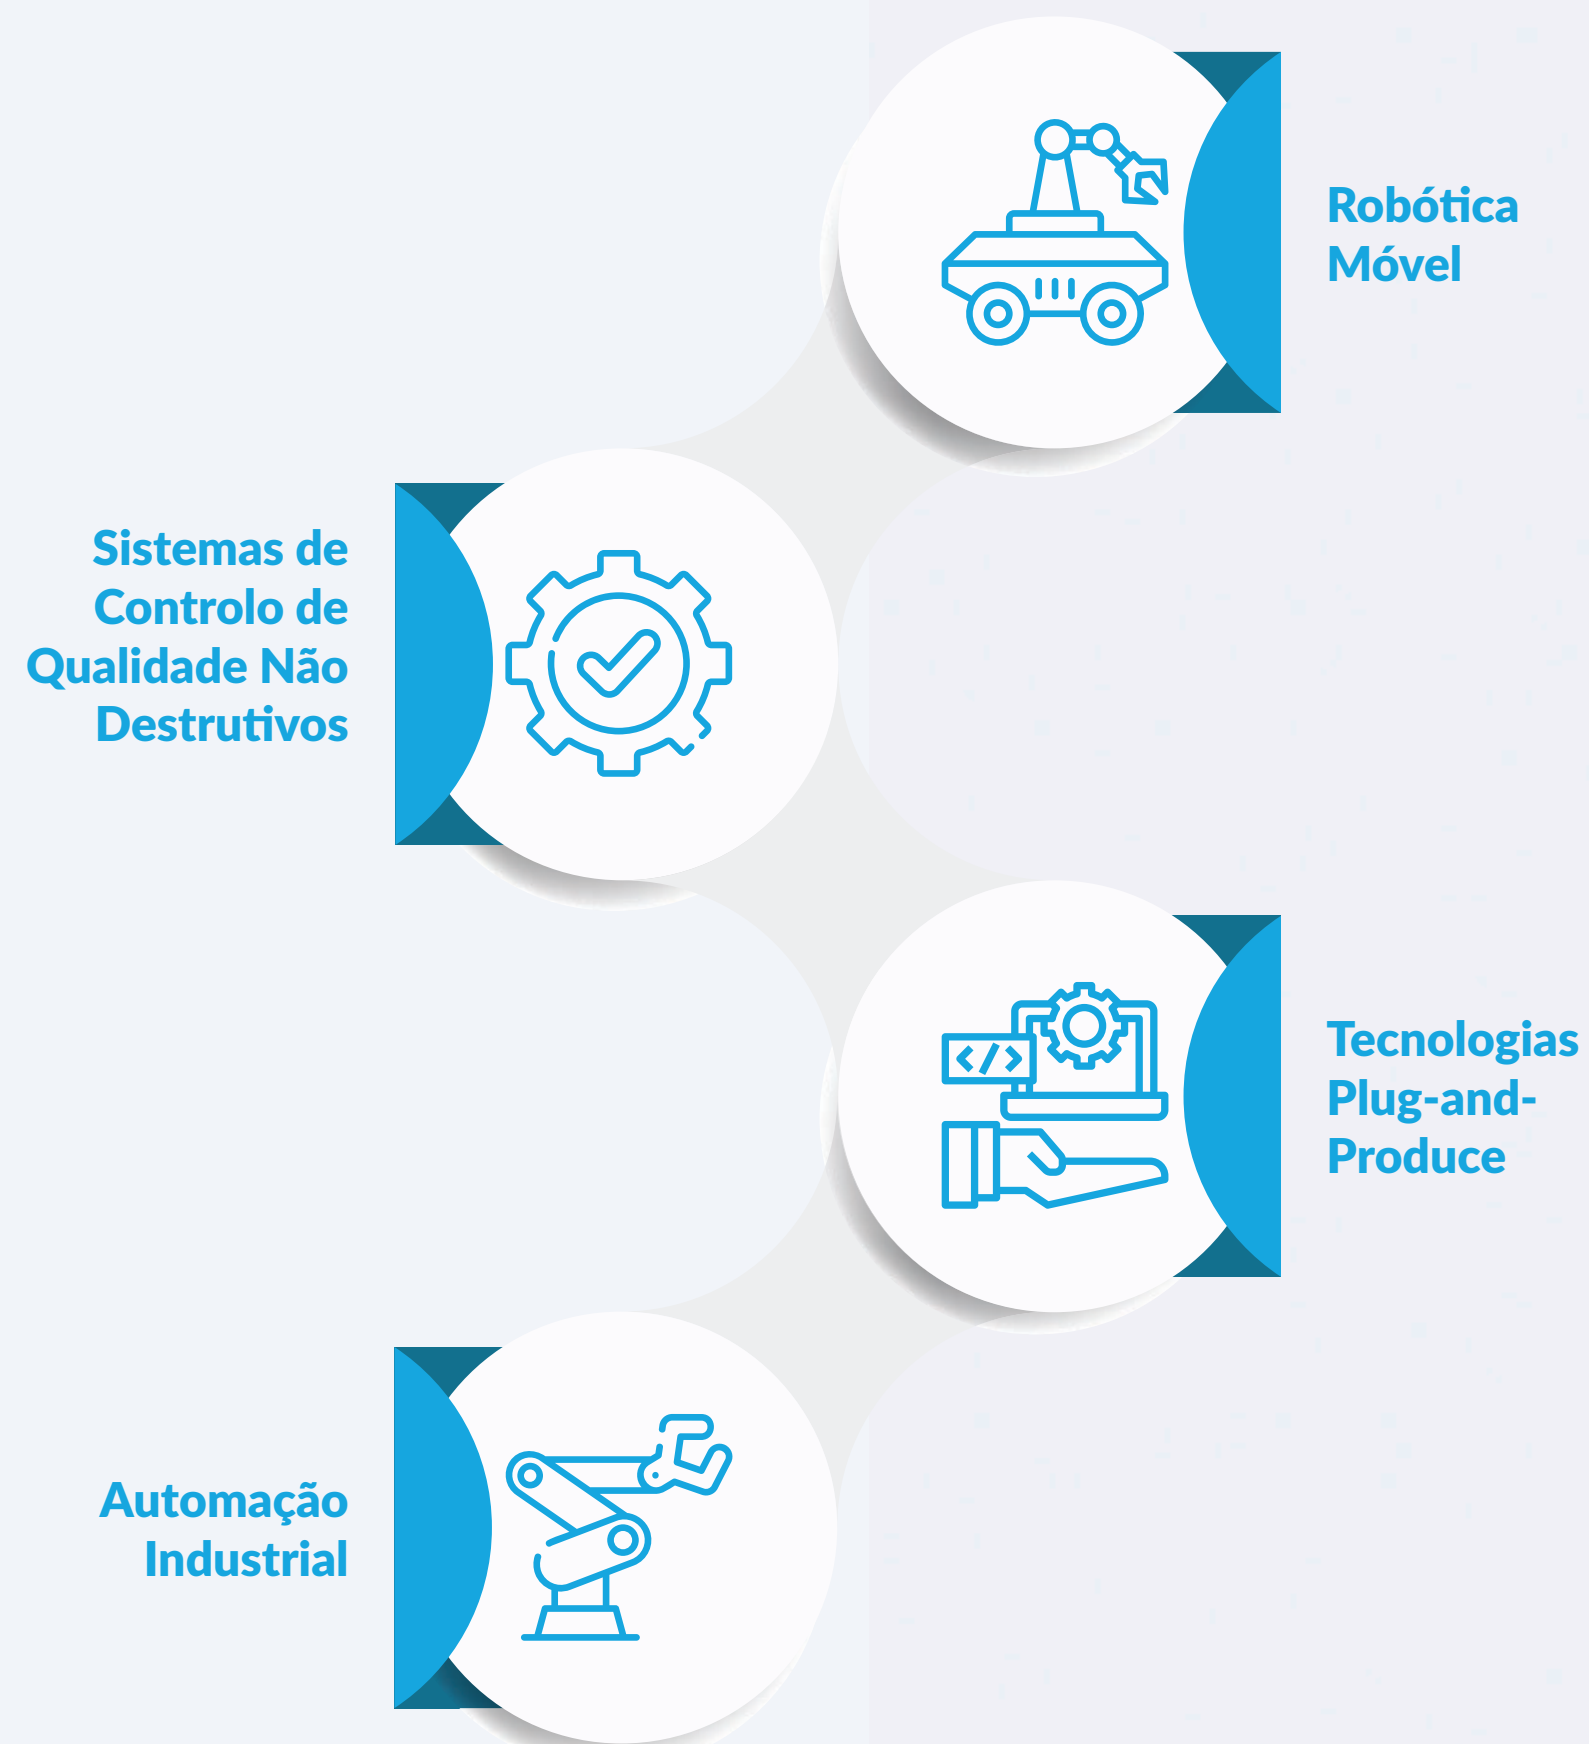 Robótica
Móvel
Sistemas de
Controlo de
Qualidade Não
Destrutivos
</>
Tecnologias
Plug-and-
Produce
Automação
Industrial